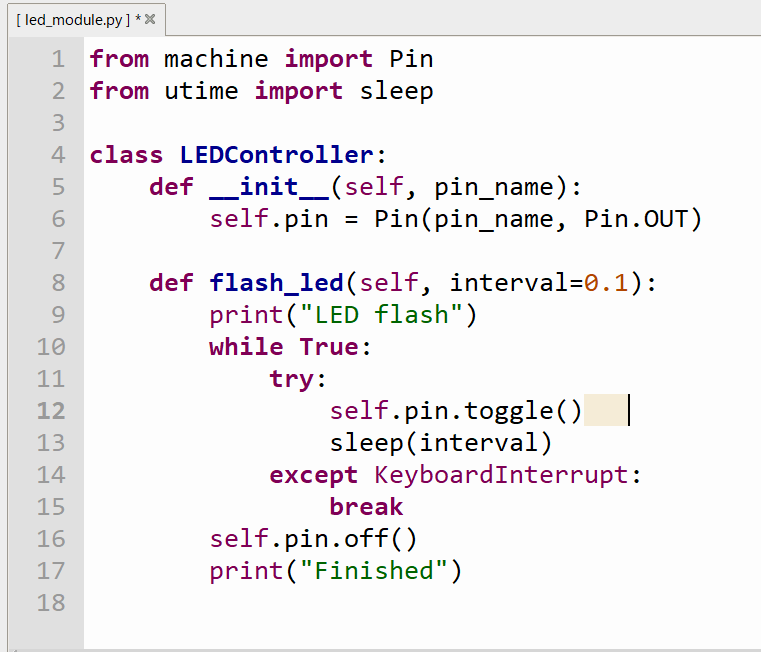 [ led_module.py ] * ×
1 from machine import Pin
2 from utime import sleep
3
4 class LEDController:
5     def __init__(self, pin_name):
6         self.pin = Pin(pin_name, Pin.OUT)
7
8     def flash_led(self, interval=0.1):
9         print("LED flash")
10         while True:
11             try:
12                 self.pin.toggle()
13                 sleep(interval)
14             except KeyboardInterrupt:
15                 break
16         self.pin.off()
17         print("Finished")
18